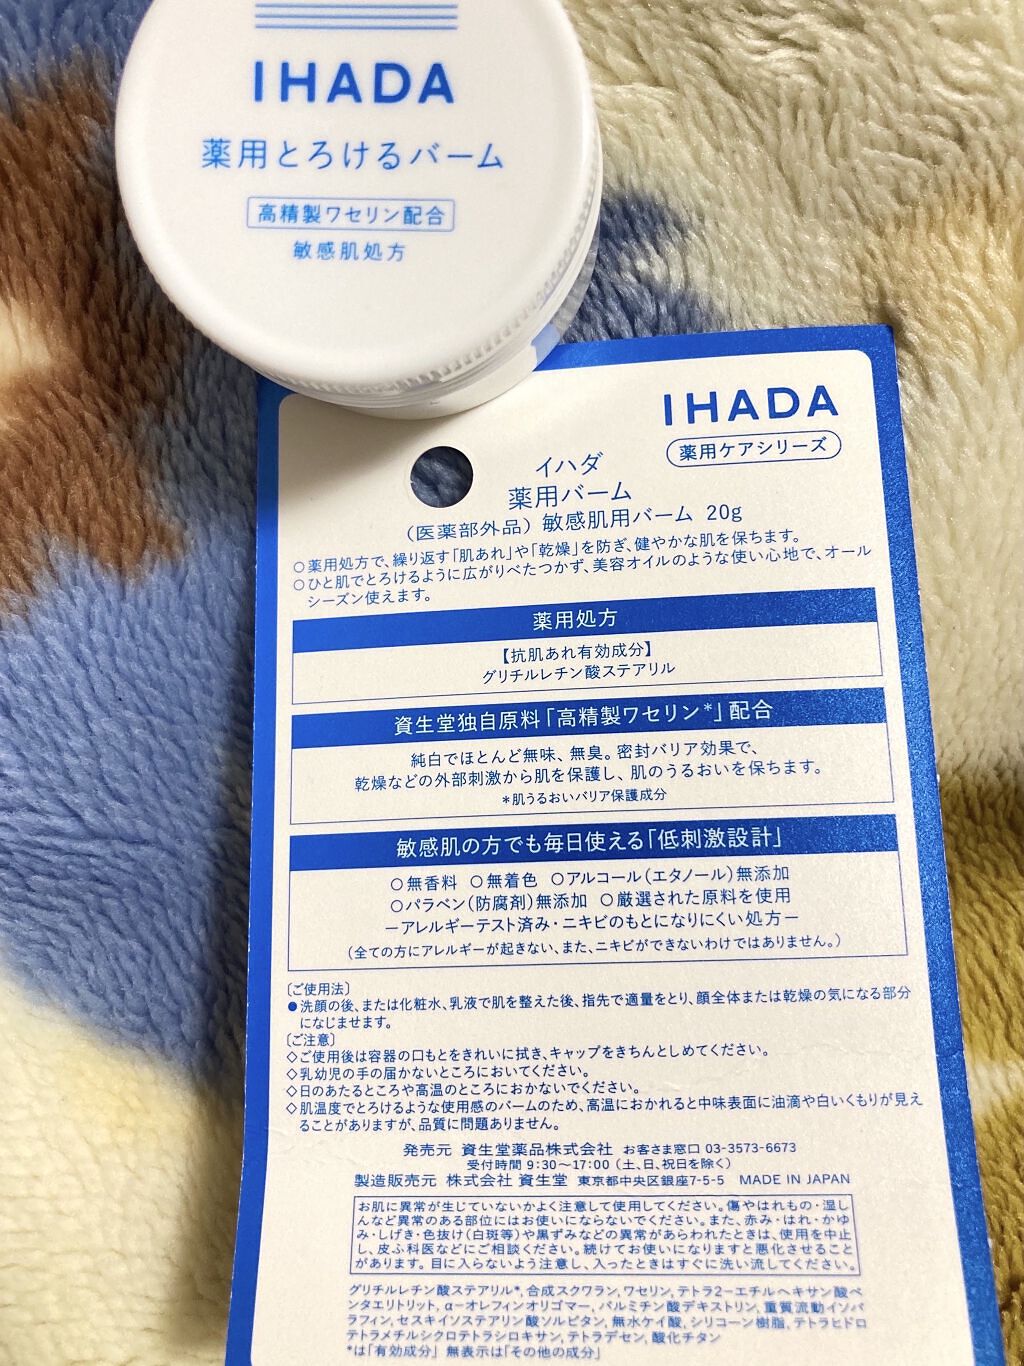 IHADA
薬用とろけるバーム
高精製ワセリン配合
敏感肌処方
IHADA
薬用ケアシリーズ
イハダ
薬用バーム
(医薬部外品) 敏感肌用バーム 20g
○薬用処方で、繰り返す「肌あれ」や「乾燥」を防ぎ、健やかな肌を保ちます。
○ひと肌でとろけるように広がりべたつかず、美容オイルのような使い心地で、オール
シーズン使えます。
薬用処方
【抗肌あれ有効成分】
グリチルレチン酸ステアリル
資生堂独自原料「高精製ワセリン*」配合
純白でほとんど無味、無臭。密封バリア効果で、
乾燥などの外部刺激から肌を保護し、肌のうるおいを保ちます。
*肌うるおいバリア保護成分
敏感肌の方でも毎日使える「低刺激設計」
○無香料 ○無着色 ○アルコール(エタノール)無添加
○パラベン(防腐剤)無添加 ○厳選された原料を使用
ーアレルギーテスト済み・ニキビのもとになりにくい処方ー
(全ての方にアレルギーが起きない、また、ニキビができないわけではありません。)
〔ご使用法〕
●洗顔の後、または化粧水、乳液で肌を整えた後、指先で適量をとり、顔全体または乾燥の気になる部分
になじませます。
〔ご注意〕
◇ご使用後は容器の口もとをきれいに拭き、キャップをきちんとしめてください。
◇乳幼児の手の届かないところにおいてください。
◇日のあたるところや高温のところにおかないでください。
◇肌温度でとろけるような使用感のバームのため、高温におかれると中味表面に油滴や白いくもりが見え
ることがありますが、品質に問題ありません。
発売元 資生堂薬品株式会社 お客さま窓口 03-3573-6673
受付時間 9:30〜17:00 (土、日、祝日を除く)
製造販売元 株式会社 資生堂 東京都中央区銀座7-5-5 MADE IN JAPAN
お肌に異常が生じていないかよく注意して使用してください。傷やはれもの・湿し
んなど異常のある部位にはお使いにならないでください。また、赤み・はれ・かゆ
み・しげき・色抜け(白斑等)や黒ずみなどの異常があらわれたときは、使用を中止
し、皮ふ科医などにご相談ください。続けてお使いになりますと悪化させること
があります。目に入らないよう注意し、入ったときはすぐに洗い流してください。
グリチルレチン酸ステアリル*, 合成スクワラン, ワセリン, テトラ2-エチルヘキサン酸ペ
ンタエリトリット, α-オレフィンオリゴマー, パルミチン酸デキストリン, 重質流動イソパ
ラフィン, セスキイソステアリン酸ソルビタン, 無水ケイ酸, シリコーン樹脂, テトラヒドロ
テトラメチルシクロテトラシロキサン, テトラデセン, 酸化チタン
*は「有効成分」 無表示は「その他の成分」